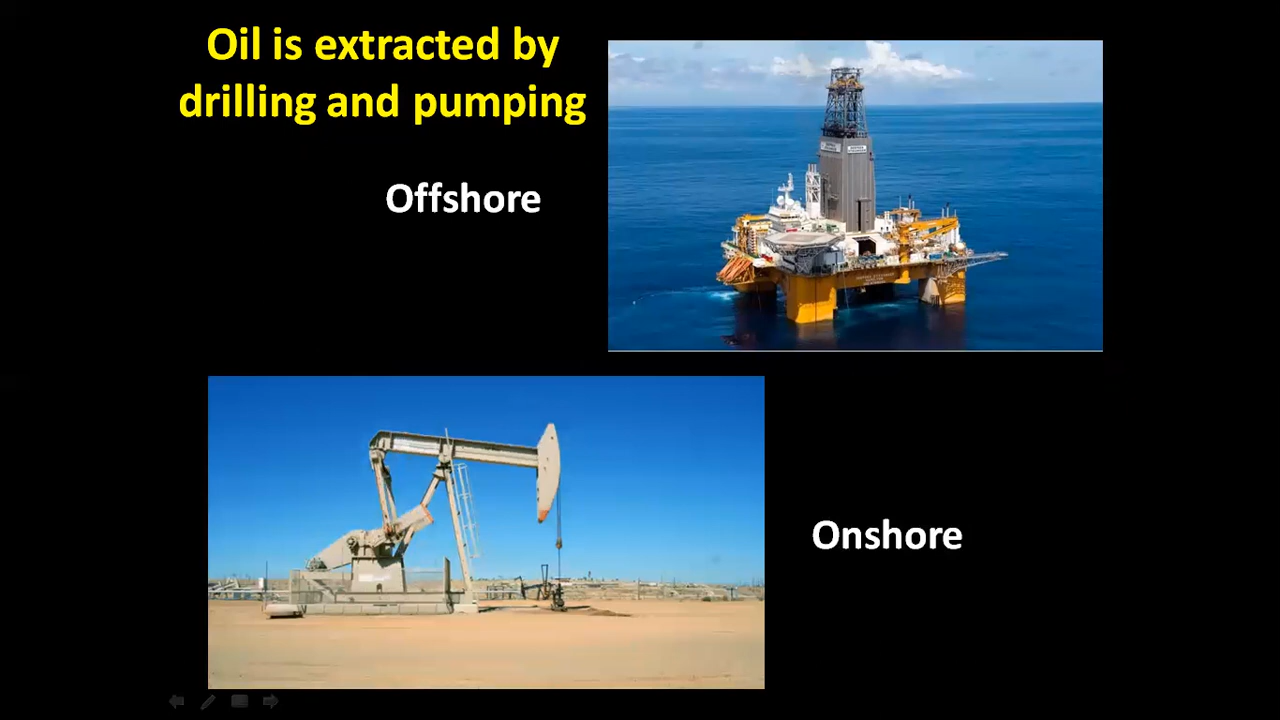 Oil is extracted by
drilling and pumping
Offshore
Onshore